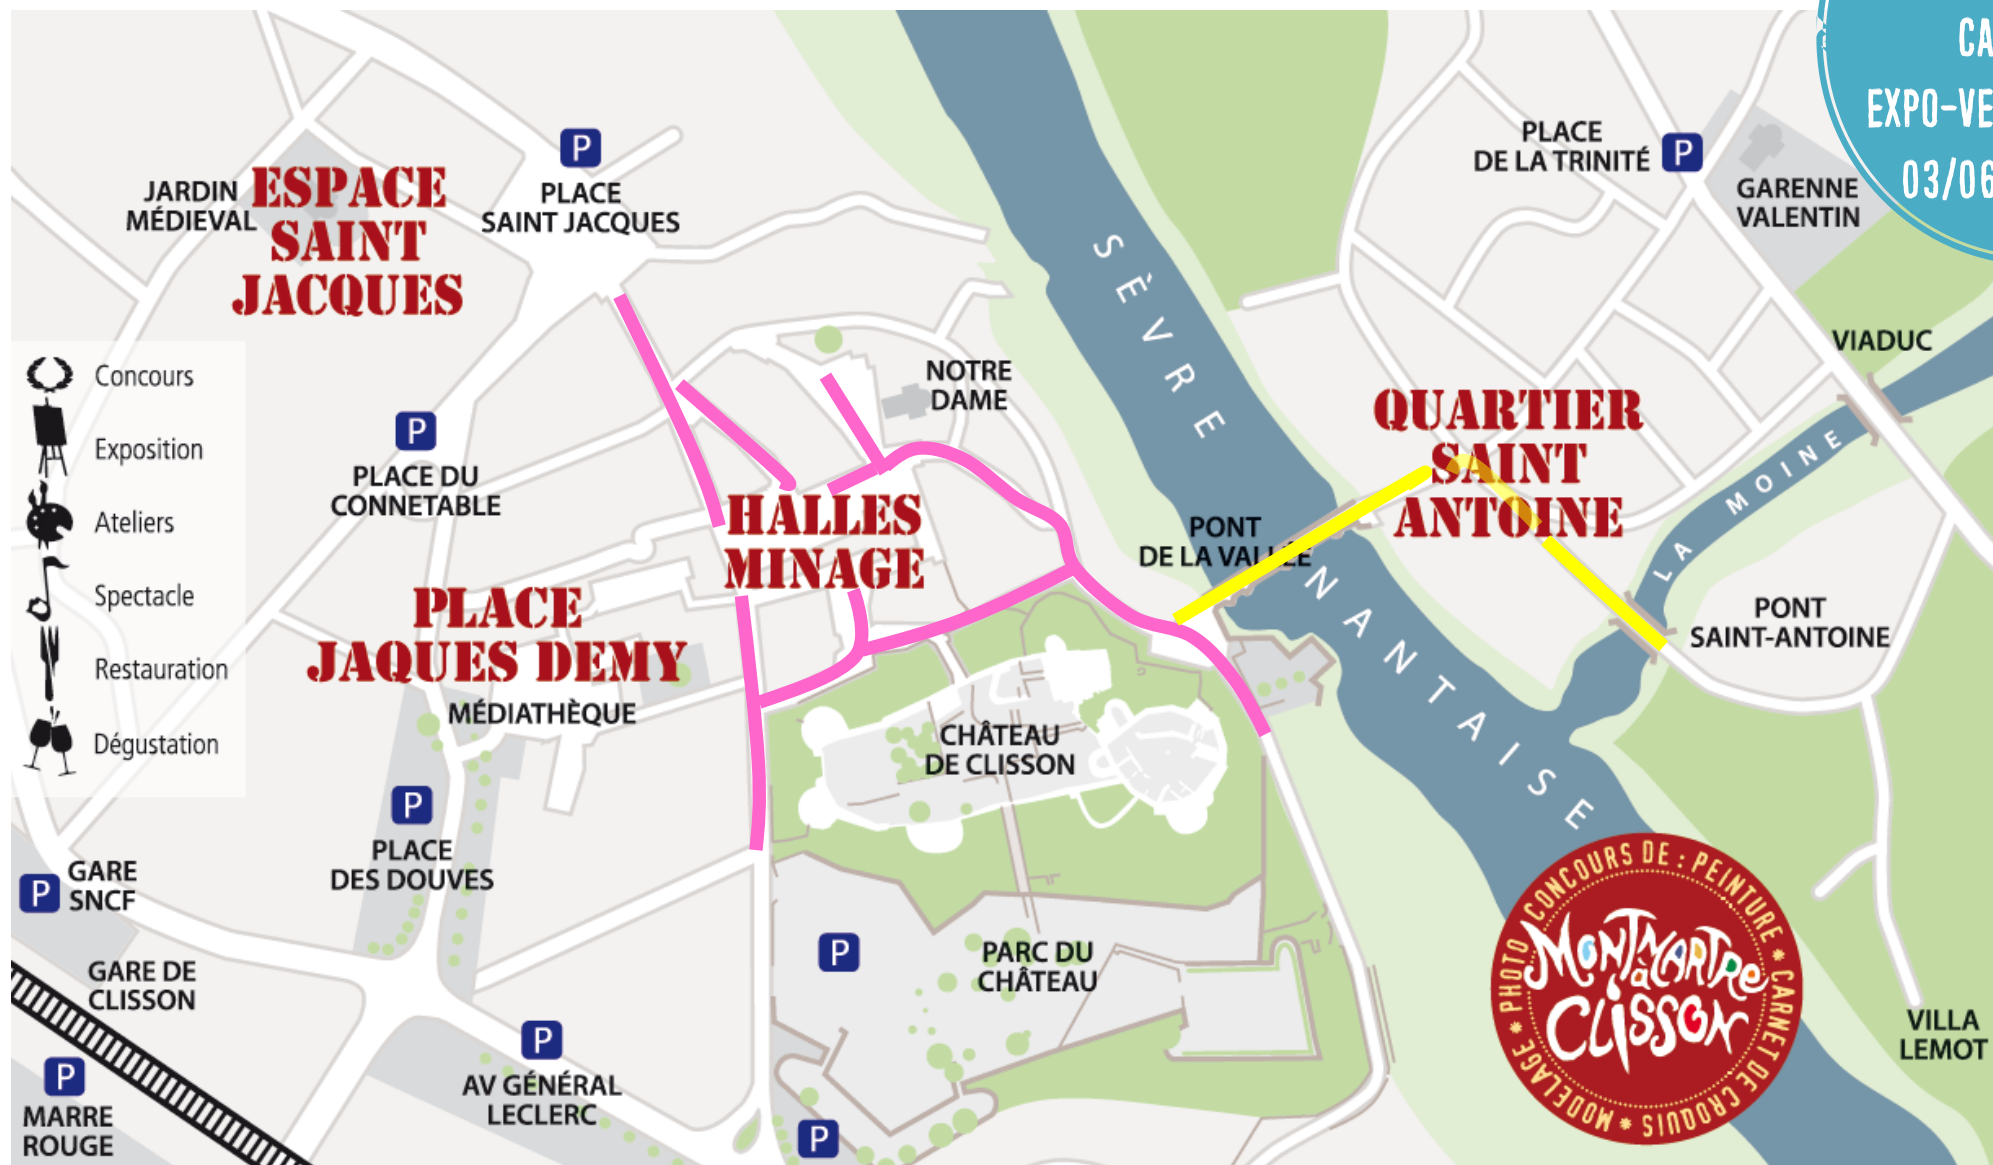 CA
EXPO-VE
03/06
PLACE
DE LA TRINITÉ
P
GARENNE
VALENTIN
P
PLACE
SAINT JACQUES
JARDIN
MÉDIEVAL
ESPACE
SAINT
JACQUES
SÈVRE NANTAISE
VIADUC
Concours
Exposition
Ateliers
Spectacle
Restauration
Dégustation
NOTRE
DAME
QUARTIER
SAINT
ANTOINE
LA MOINE
P
PLACE DU
CONNETABLE
HALLES
MINAGE
PONT
DE LA VALLÉE
PLACE
JAQUES DEMY
MÉDIATHÈQUE
PONT
SAINT-ANTOINE
CHÂTEAU
DE CLISSON
P
PLACE
DES DOUVES
P
GARE
SNCF
GARE DE
CLISSON
P
PARC DU
CHÂTEAU
P
MARRE
ROUGE
P
AV GÉNÉRAL
LECLERC
P
CONCOURS DE : PEINTURE * CARNET DE CROQUIS * MODELAGE * PHOTO
MONTMARTRE
à
CLISSON
VILLA
LEMOT